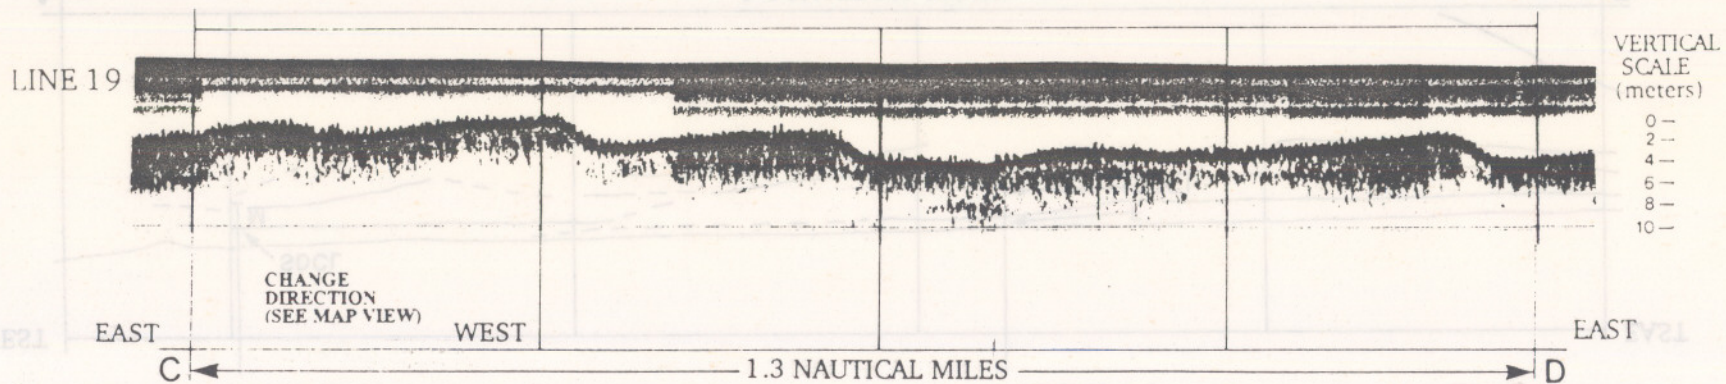 LINE 19
VERTICAL
SCALE
(meters)
0
2
4
6
8
10
CHANGE
DIRECTION
(SEE MAP VIEW)
EAST
WEST
EAST
C
1.3 NAUTICAL MILES
D